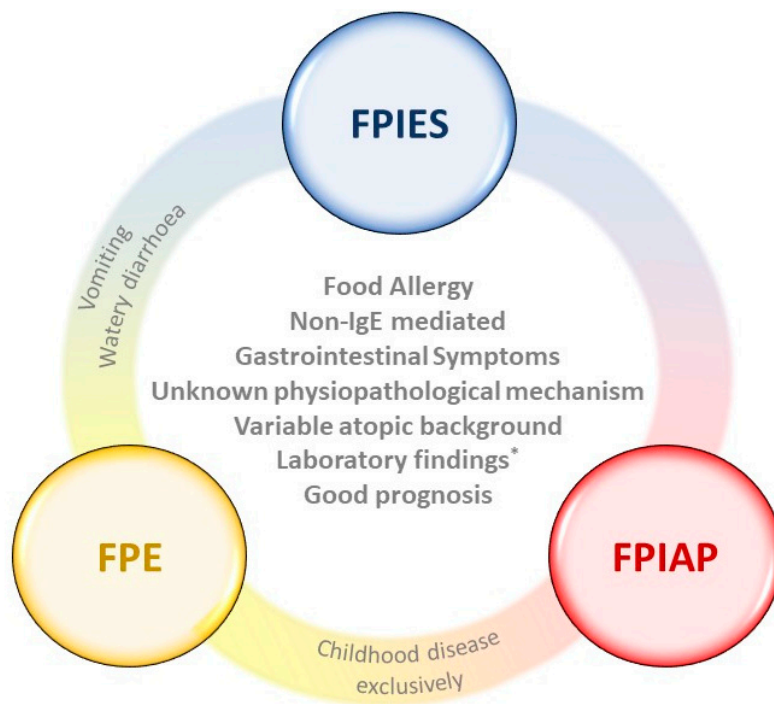 FPIES
Vomiting
Watery diarrhoea
Food Allergy
Non-IgE mediated
Gastrointestinal Symptoms
Unknown physiopathological mechanism
Variable atopic background
Laboratory findings*
Good prognosis
FPE
FPIAP
Childhood disease
exclusively